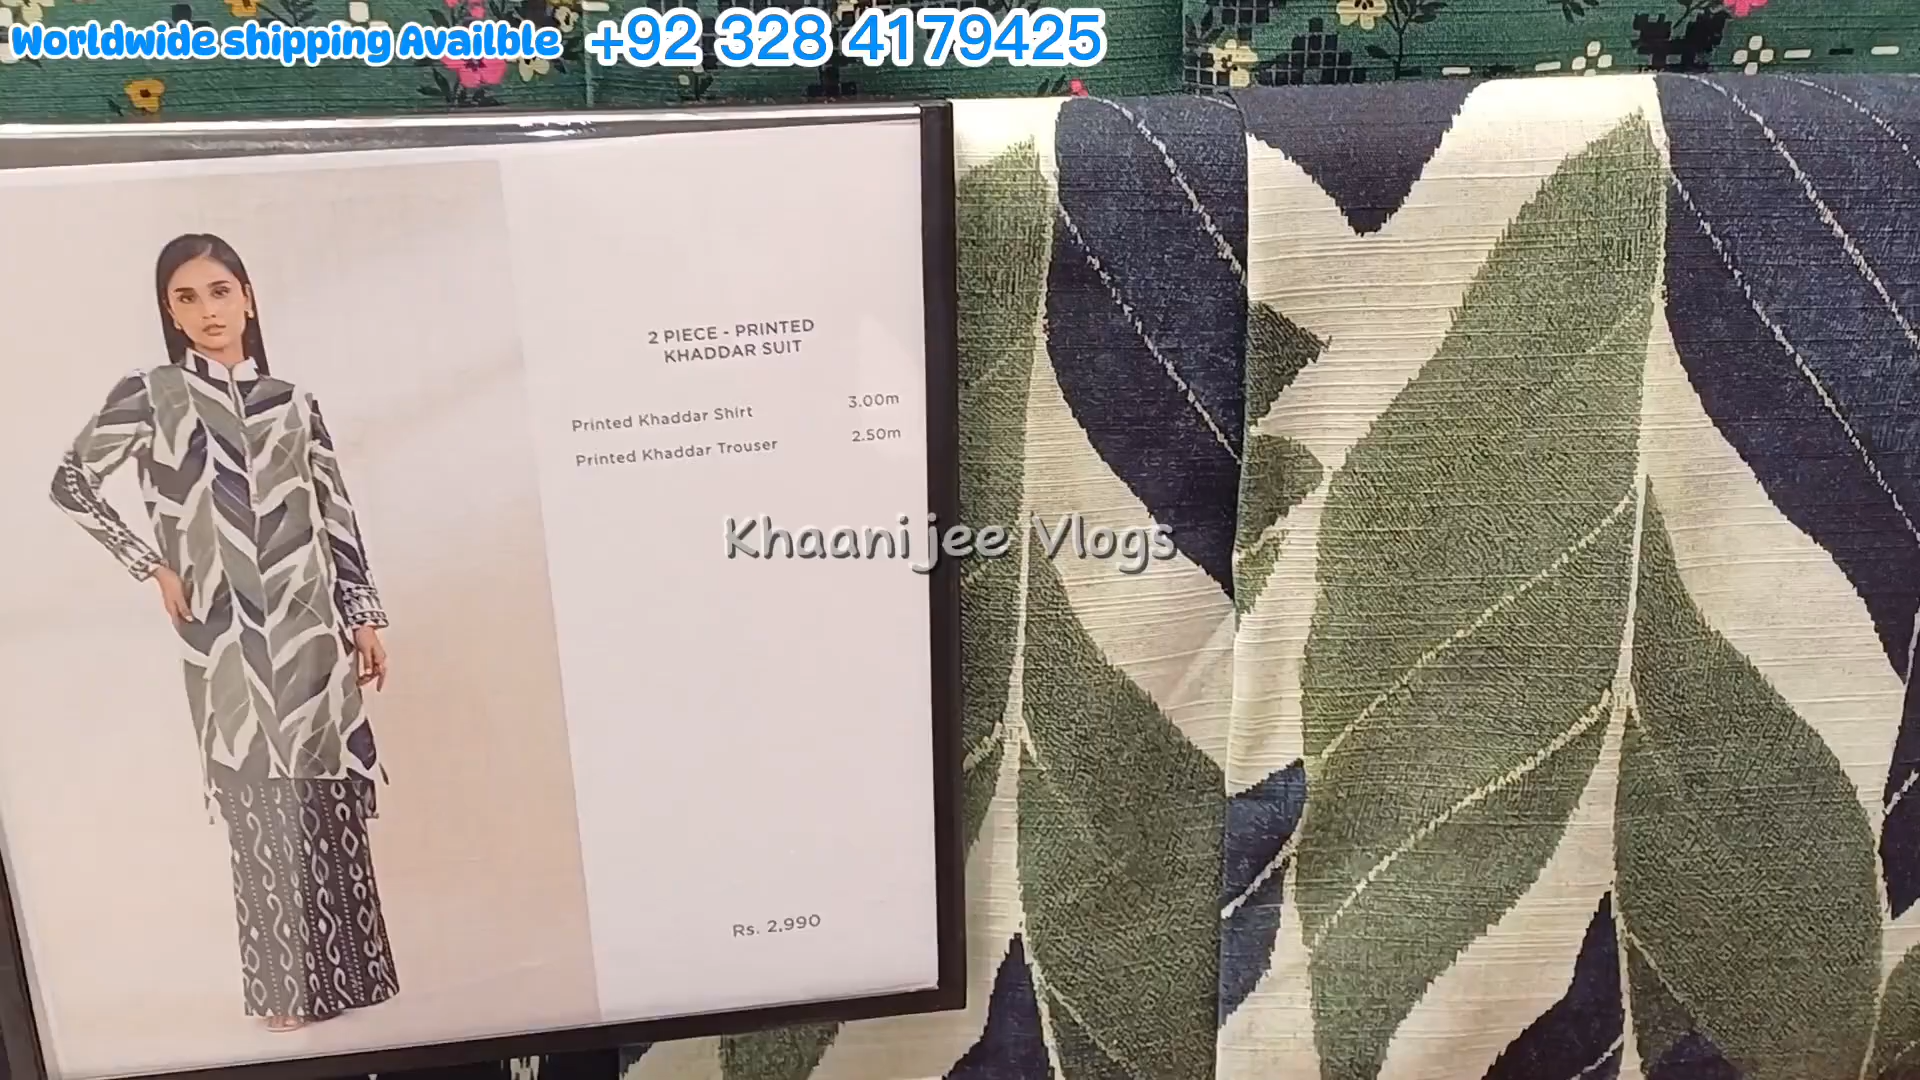 Worldwide shipping Availble +92 328 4179425
2 PIECE - PRINTED
KHADDAR SUIT
Printed Khaddar Shirt 3.00m
Printed Khaddar Trouser 2.50m
Khaani jee Vlogs
Rs. 2,990